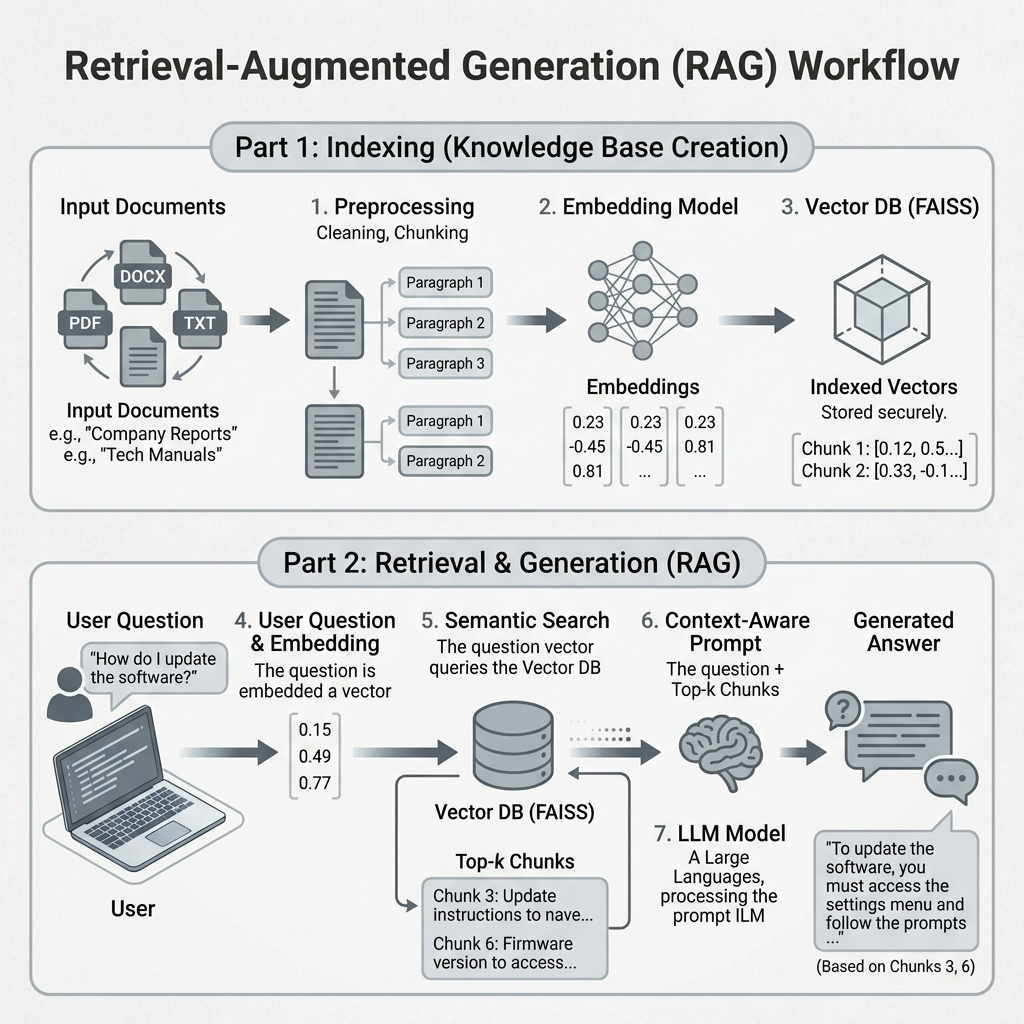 Retrieval-Augmented Generation (RAG) Workflow
Part 1: Indexing (Knowledge Base Creation)
Input Documents
DOCX
PDF
TXT
Input Documents
e.g., "Company Reports"
e.g., "Tech Manuals"
1. Preprocessing
Cleaning, Chunking
Paragraph 1
Paragraph 2
Paragraph 3
Paragraph 1
Paragraph 2
2. Embedding Model
Embeddings
0.23 0.23 0.23
-0.45 -0.45 0.81
0.81 ... ...
3. Vector DB (FAISS)
Indexed Vectors
Stored securely.
Chunk 1: [0.12, 0.5...]
Chunk 2: [0.33, -0.1...]
Part 2: Retrieval & Generation (RAG)
User Question
"How do I update
the software?"
User
4. User Question
& Embedding
The question is
embedded a vector
0.15
0.49
0.77
5. Semantic Search
The question vector
queries the Vector DB
Vector DB (FAISS)
Top-k Chunks
Chunk 3: Update
instructions to nave...
Chunk 6: Firmware
version to access...
6. Context-Aware
Prompt
The question +
Top-k Chunks
7. LLM Model
A Large
Languages,
processing the
prompt ILM
Generated
Answer
?
"To update the
software, you
must access the
settings menu and
follow the prompts
..."
(Based on Chunks 3, 6)